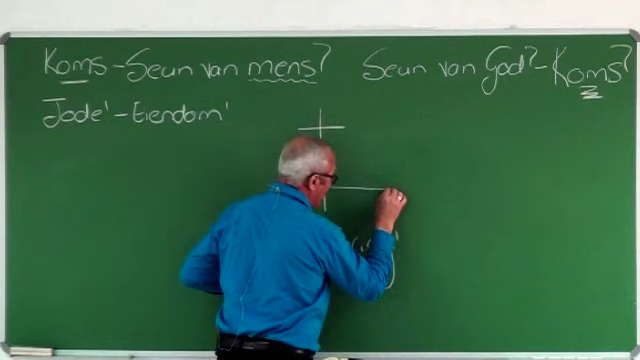 Koms - Seun van mens? Seun van God? - Koms?
Jode' - Eiendom'